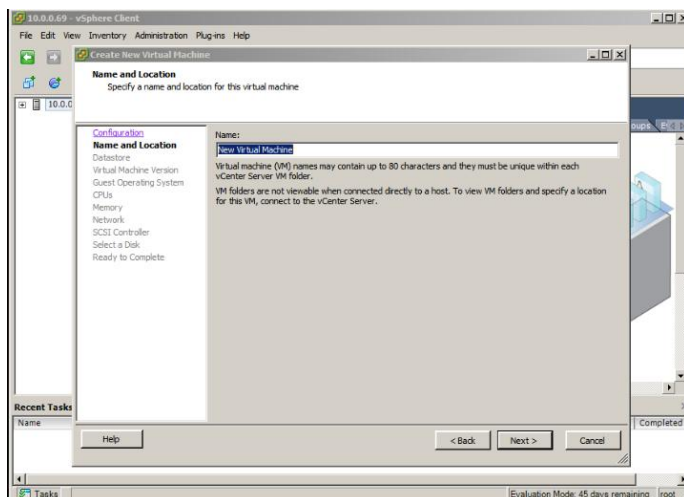 10.0.0.69 - vSphere Client
File Edit View Inventory Administration Plug-ins Help
Create New Virtual Machine
Name and Location
Specify a name and location for this virtual machine
10.0.0
Configuration
Name and Location
Datastore
Virtual Machine Version
Guest Operating System
CPUs
Memory
Network
SCSI Controller
Select a Disk
Ready to Complete
Name:
New Virtual Machine
Virtual machine (VM) names may contain up to 80 characters and they must be unique within each
vCenter Server VM folder.
VM folders are not viewable when connected directly to a host. To view VM folders and specify a location
for this VM, connect to the vCenter Server.
oups
Recent Tasks
Name
Completed
Help
< Back
Next >
Cancel
Tasks
Evaluation Mode: 45 days remaining
root